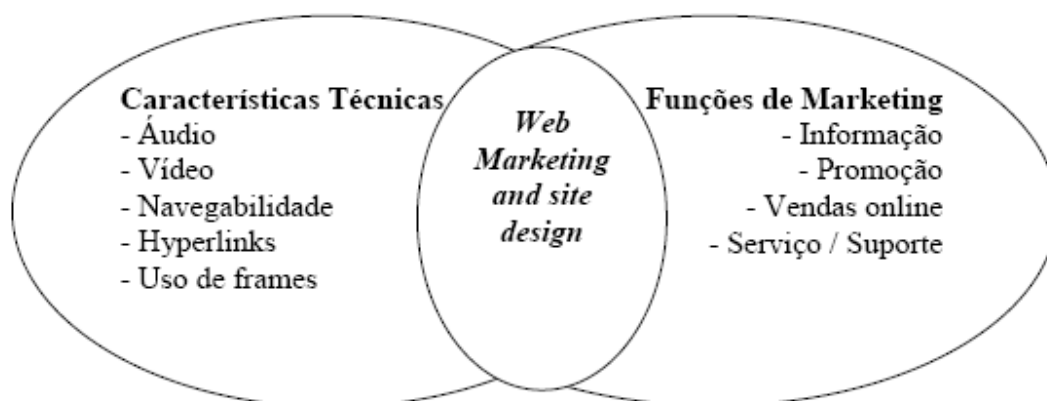 Características Técnicas
- Áudio
- Vídeo
- Navegabilidade
- Hyperlinks
- Uso de frames
Web
Marketing
and site
design
Funções de Marketing
- Informação
- Promoção
- Vendas online
- Serviço / Suporte